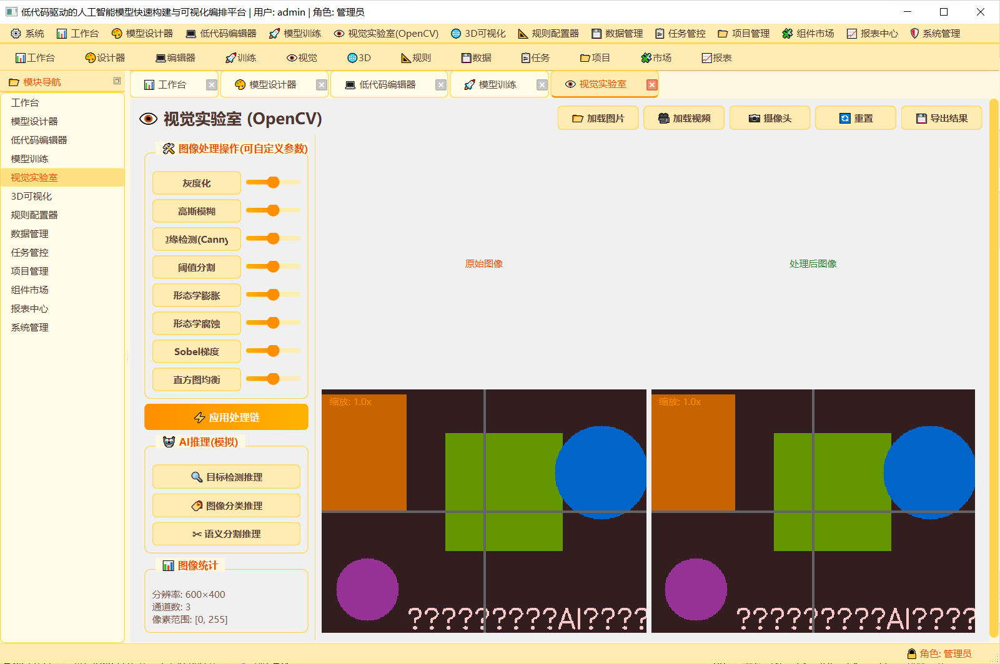 低代码驱动的人工智能模型快速构建与可视化编排平台 | 用户: admin | 角色: 管理员
系统 工作台 模型设计器 低代码编辑器 模型训练 视觉实验室(OpenCV) 3D可视化 规则配置器 数据管理 任务管控 项目管理 组件市场 报表中心 系统管理
工作台 设计器 编辑器 训练 视觉 3D 规则 数据 任务 项目 市场 报表
模块导航
工作台
模型设计器
低代码编辑器
模型训练
视觉实验室
3D可视化
规则配置器
数据管理
任务管控
项目管理
组件市场
报表中心
系统管理
工作台 模型设计器 低代码编辑器 模型训练 视觉实验室
视觉实验室 (OpenCV)
加载图片 加载视频 摄像头 重置 导出结果
图像处理操作(可自定义参数)
灰度化
高斯模糊
缘检测(Canny
阈值分割
形态学膨胀
形态学腐蚀
Sobel梯度
直方图均衡
应用处理链
AI推理(模拟)
目标检测推理
图像分类推理
语义分割推理
图像统计
分辨率: 600×400
通道数: 3
像素范围: [0, 255]
原始图像
处理后图像
缩放: 1.0x
?????????AI????
缩放: 1.0x
?????????AI????
角色: 管理员